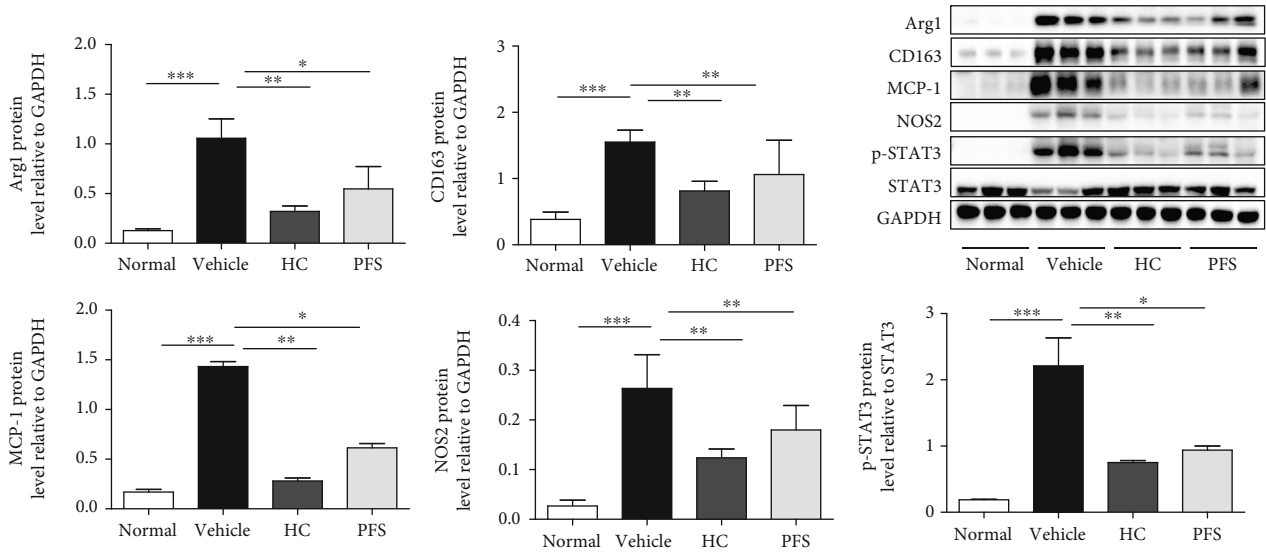 Arg1 protein
level relative to GAPDH
2.0
1.5
1.0
0.5
0.0
***
**
*
Normal Vehicle HC PFS
CD163 protein
level relative to GAPDH
3
2
1
0
***
**
**
Normal Vehicle HC PFS
Arg1
CD163
MCP-1
NOS2
p-STAT3
STAT3
GAPDH
Normal Vehicle HC PFS
MCP-1 protein
level relative to GAPDH
2.0
1.5
1.0
0.5
0.0
***
**
*
Normal Vehicle HC PFS
NOS2 protein
level relative to GAPDH
0.4
0.3
0.2
0.1
0.0
***
**
**
Normal Vehicle HC PFS
p-STAT3 protein
level relative to STAT3
3
2
1
0
***
**
*
Normal Vehicle HC PFS